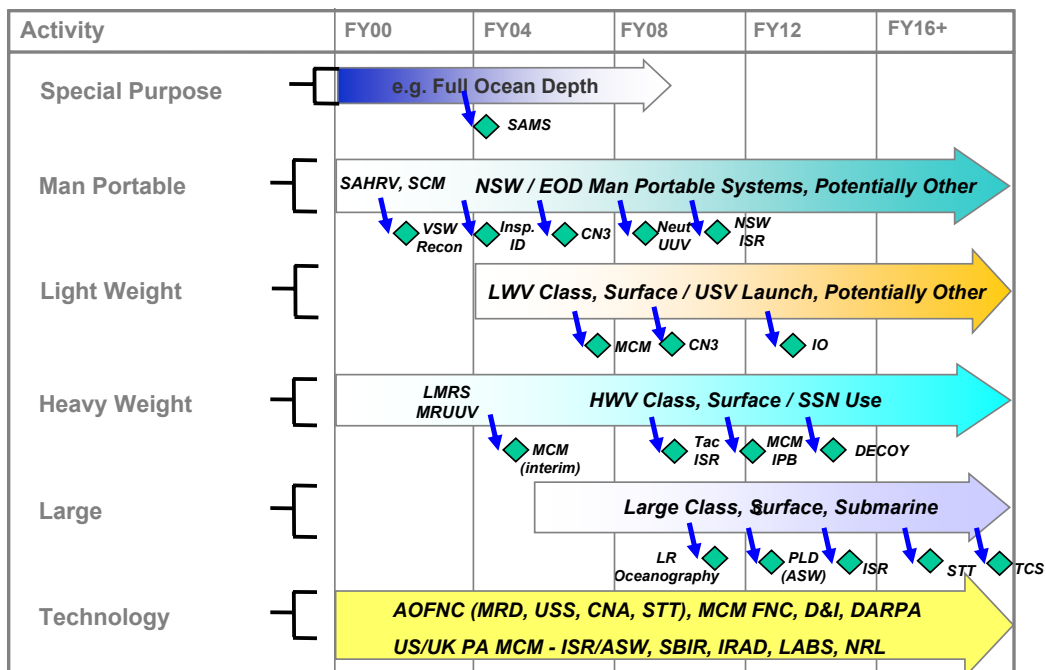 Activity FY00 FY04 FY08 FY12 FY16+
Special Purpose
e.g. Full Ocean Depth
SAMS
Man Portable
SAHRV, SCM
NSW / EOD Man Portable Systems, Potentially Other
VSW
Recon
Insp.
ID
CN3
Neut
UUV
NSW
ISR
Light Weight
LWV Class, Surface / USV Launch, Potentially Other
MCM
CN3
IO
Heavy Weight
LMRS
MRUUV
HWV Class, Surface / SSN Use
MCM
(interim)
Tac
ISR
MCM
IPB
DECOY
Large
Large Class, Surface, Submarine
LR
Oceanography
PLD
(ASW)
ISR
STT
TCS
Technology
AOFNC (MRD, USS, CNA, STT), MCM FNC, D&I, DARPA
US/UK PA MCM - ISR/ASW, SBIR, IRAD, LABS, NRL